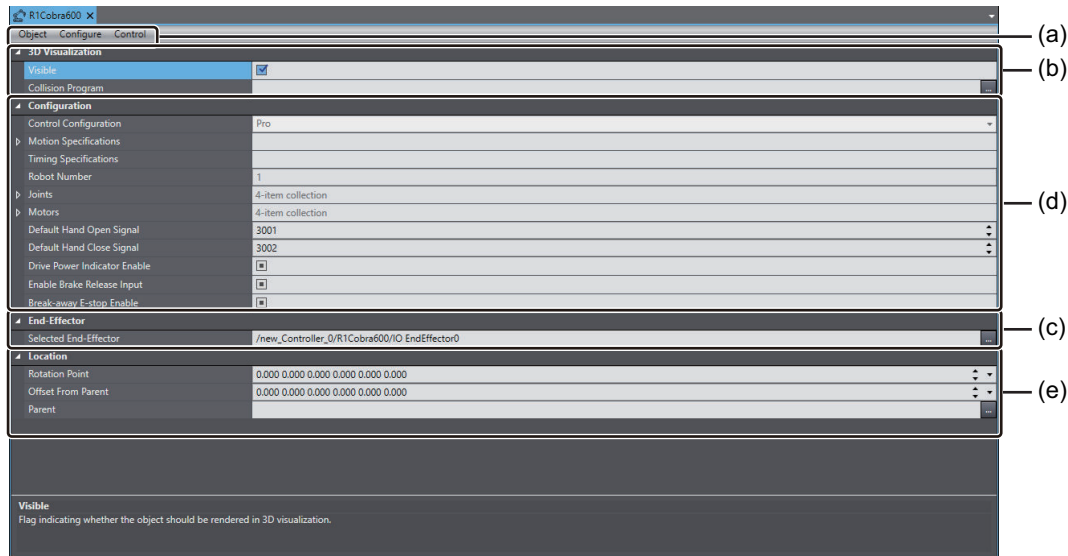 R1Cobra600
Object Configure Control
(a)
3D Visualization
(b)
Visible
Collision Program ...
Configuration
Control Configuration Pro
Motion Specifications
Timing Specifications
Robot Number 1
Joints 4-item collection
(d)
Motors 4-item collection
Default Hand Open Signal 3001
Default Hand Close Signal 3002
Drive Power Indicator Enable
Enable Brake Release Input
Break-away E-stop Enable
End-Effector
(c)
Selected End-Effector /new_Controller_0/R1Cobra600/IO EndEffector0 ...
Location
Rotation Point 0.000 0.000 0.000 0.000 0.000 0.000
Offset From Parent 0.000 0.000 0.000 0.000 0.000 0.000
(e)
Parent ...
Visible
Flag indicating whether the object should be rendered in 3D visualization.